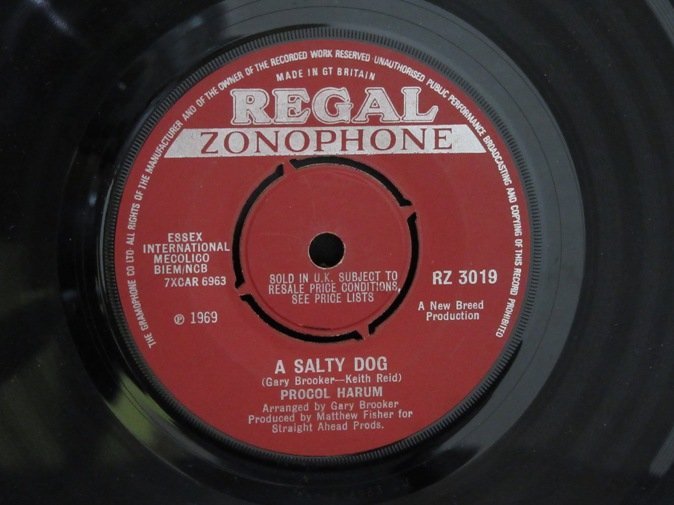 THE GRAMOPHONE CO LTD. ALL RIGHTS OF THE MANUFACTURER AND OF THE OWNER OF THE RECORDED WORK RESERVED UNAUTHORISED PUBLIC PERFORMANCE BROADCASTING AND COPYING OF THIS RECORD PROHIBITED
MADE IN GT BRITAIN
REGAL
ZONOPHONE
ESSEX
INTERNATIONAL
MECOLICO
BIEM/NCB
7XCAR 6963
℗ 1969
SOLD IN U.K. SUBJECT TO
RESALE PRICE CONDITIONS,
SEE PRICE LISTS
RZ 3019
A New Breed
Production
A SALTY DOG
(Gary Brooker—Keith Reid)
PROCOL HARUM
Arranged by Gary Brooker
Produced by Matthew Fisher for
Straight Ahead Prods.